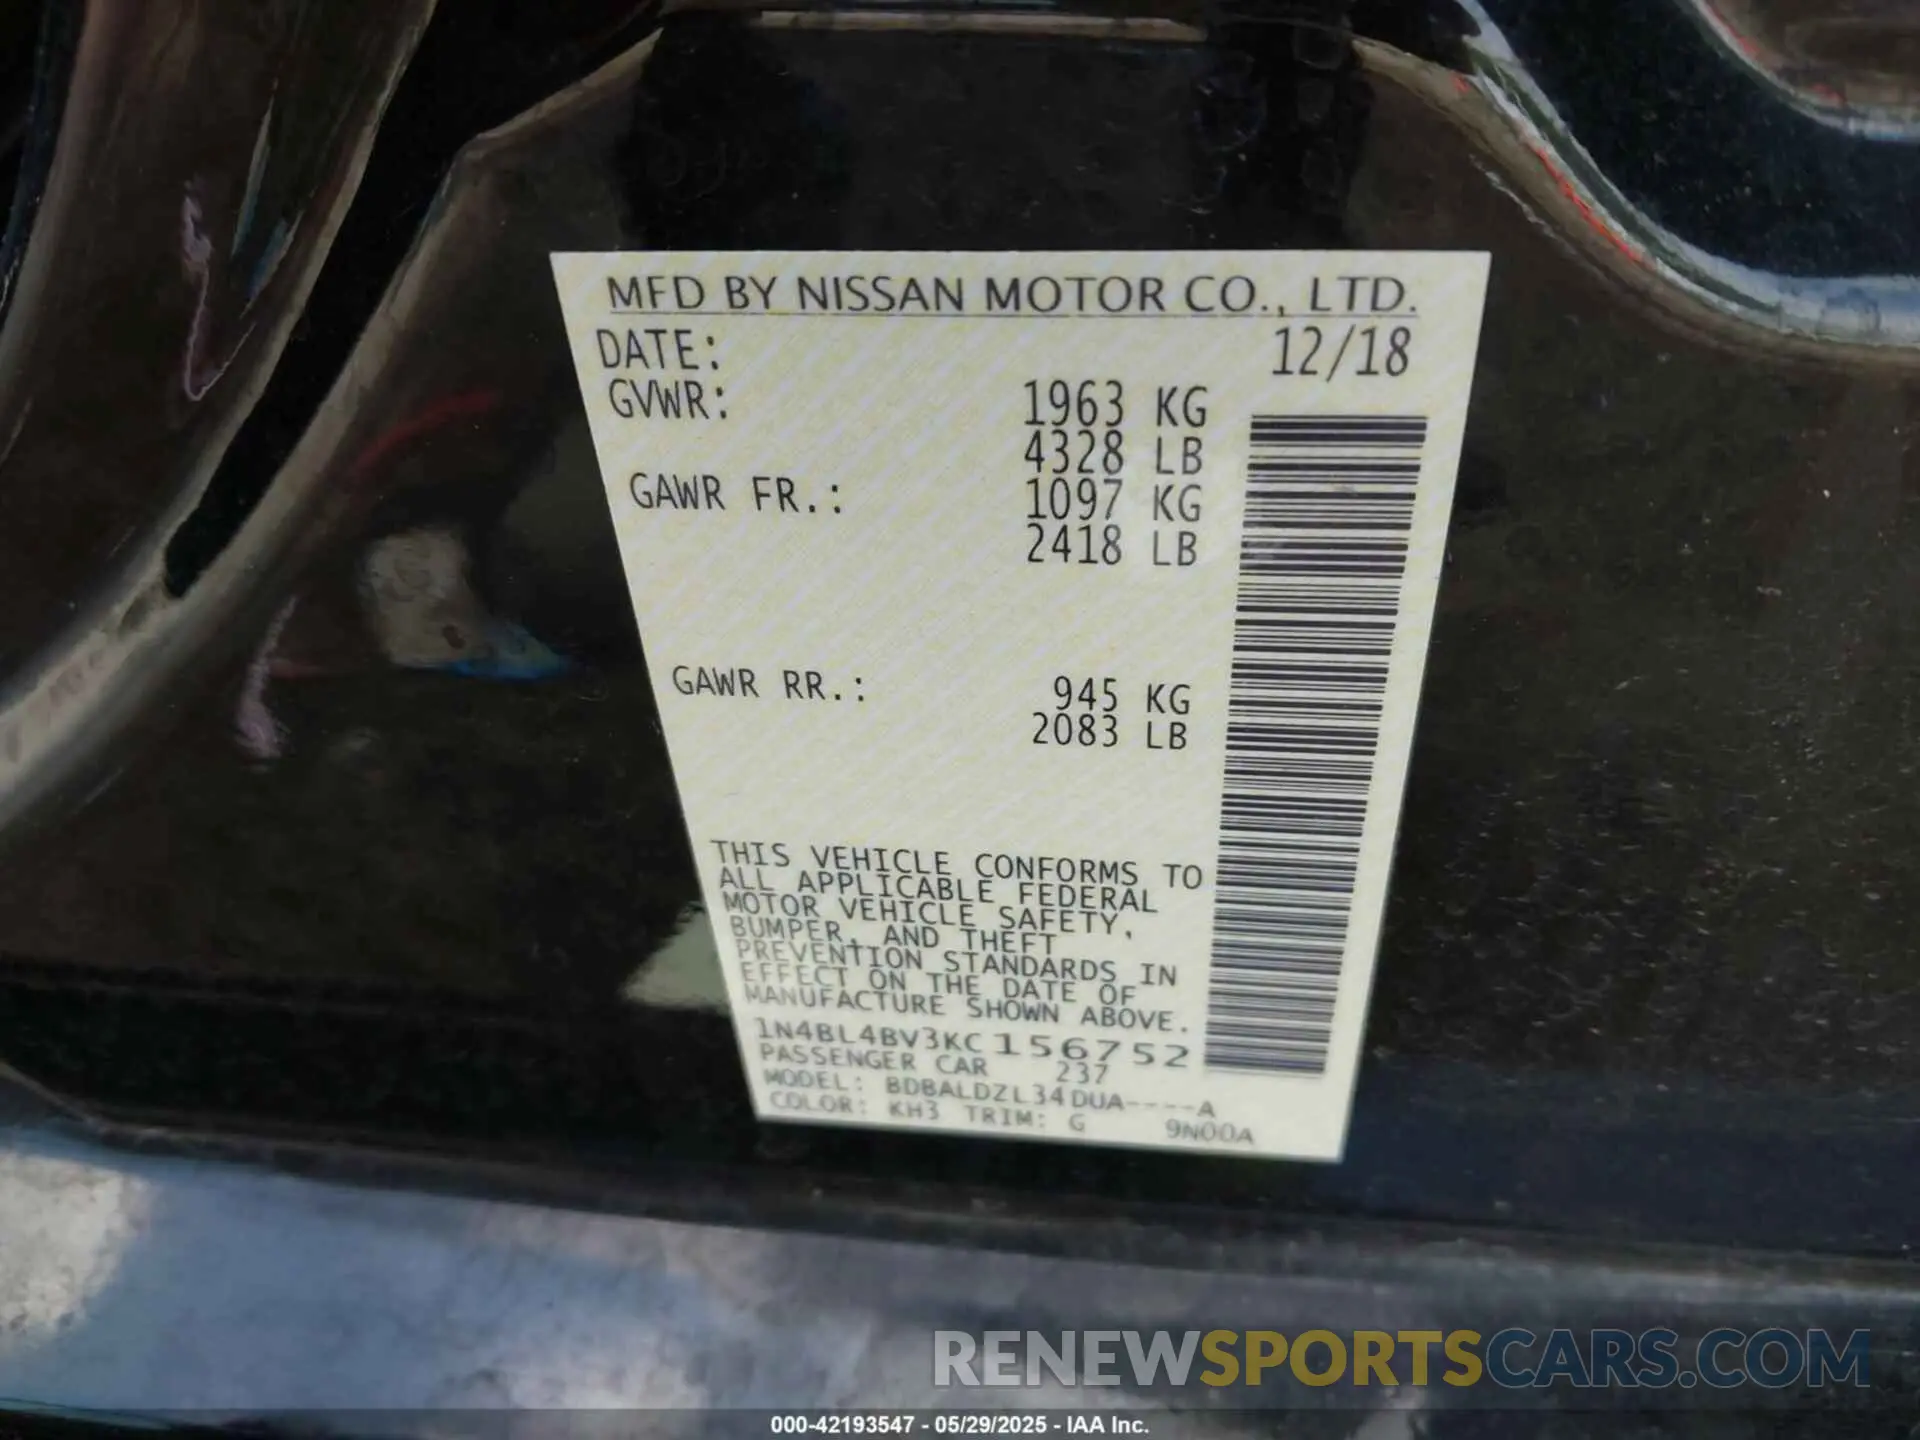 MFD BY NISSAN MOTOR CO., LTD.
DATE: 12/18
GVWR: 1963 KG
4328 LB
GAWR FR.: 1097 KG
2418 LB
GAWR RR.: 945 KG
2083 LB
THIS VEHICLE CONFORMS TO
ALL APPLICABLE FEDERAL
MOTOR VEHICLE SAFETY,
BUMPER, AND THEFT
PREVENTION STANDARDS IN
EFFECT ON THE DATE OF
MANUFACTURE SHOWN ABOVE.
1N4BL4BV3KC156752
PASSENGER CAR 237
MODEL: BDBALDZL34DUA----A
COLOR: KH3 TRIM: G 9N00A
RENEWSPORTSCARS.COM
000-42193547 - 05/29/2025 - IAA Inc.